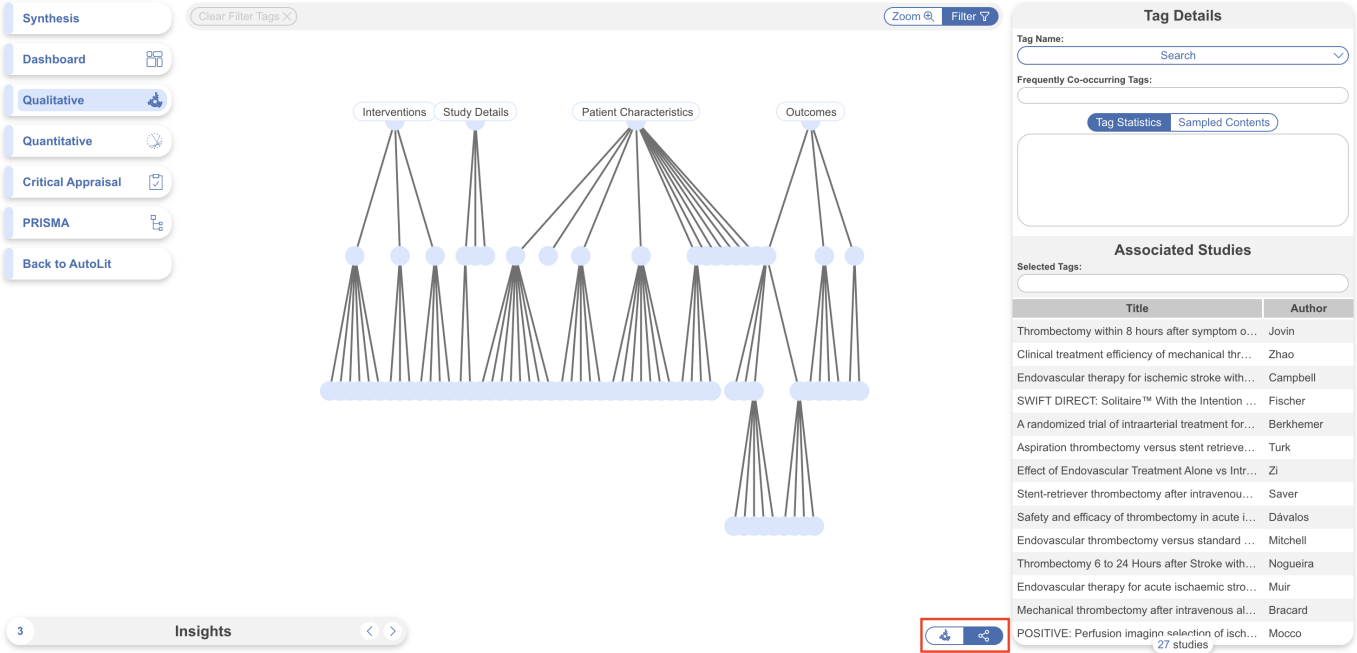 Synthesis
Dashboard
Qualitative
Quantitative
Critical Appraisal
PRISMA
Back to AutoLit
Clear Filter Tags
Zoom
Filter
Interventions
Study Details
Patient Characteristics
Outcomes
3
Insights
Tag Details
Tag Name:
Search
Frequently Co-occurring Tags:
Tag Statistics
Sampled Contents
Associated Studies
Selected Tags:
Title Author
Thrombectomy within 8 hours after symptom o... Jovin
Clinical treatment efficiency of mechanical thr... Zhao
Endovascular therapy for ischemic stroke with... Campbell
SWIFT DIRECT: Solitaire™ With the Intention ... Fischer
A randomized trial of intraarterial treatment for... Berkhemer
Aspiration thrombectomy versus stent retrieve... Turk
Effect of Endovascular Treatment Alone vs Intr... Zi
Stent-retriever thrombectomy after intravenou... Saver
Safety and efficacy of thrombectomy in acute i... Dávalos
Endovascular thrombectomy versus standard ... Mitchell
Thrombectomy 6 to 24 Hours after Stroke with... Nogueira
Endovascular therapy for acute ischaemic stro... Muir
Mechanical thrombectomy after intravenous al... Bracard
POSITIVE: Perfusion imaging selection of isch... Mocco
27 studies